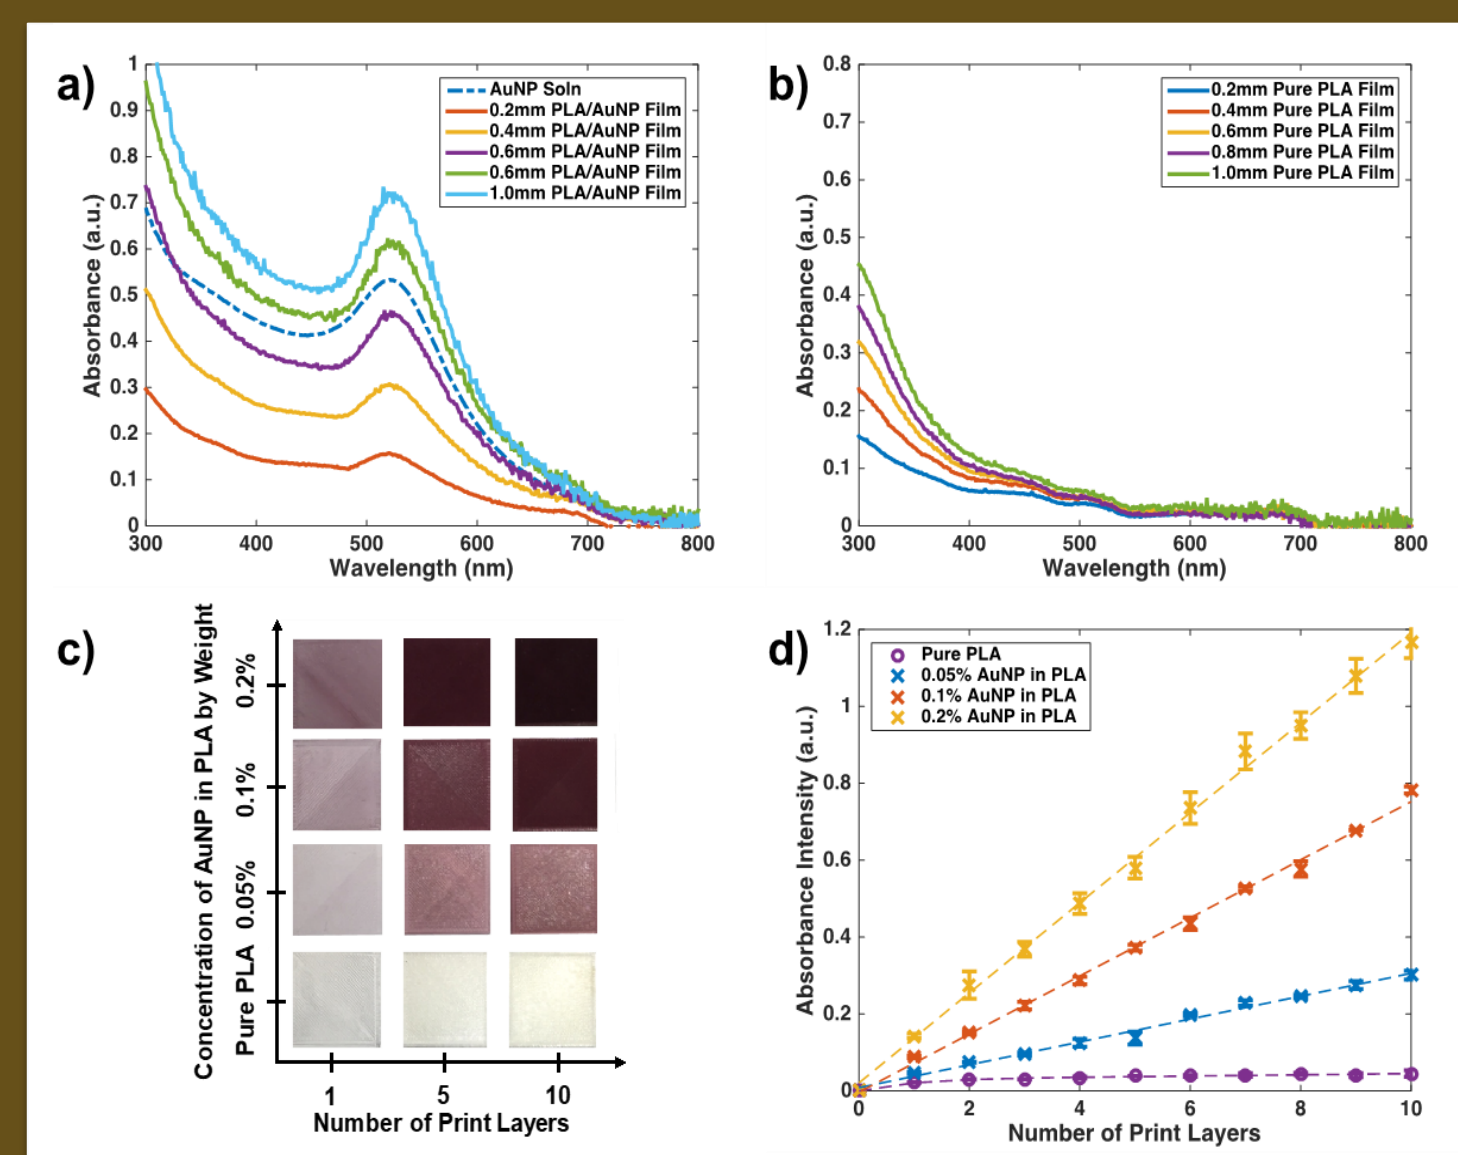 a)
1
0.9
0.8
0.7
0.6
0.5
0.4
0.3
0.2
0.1
0
Absorbance (a.u.)
AuNP Soln
0.2mm PLA/AuNP Film
0.4mm PLA/AuNP Film
0.6mm PLA/AuNP Film
0.6mm PLA/AuNP Film
1.0mm PLA/AuNP Film
300 400 500 600 700 800
Wavelength (nm)
b)
0.8
0.7
0.6
0.5
0.4
0.3
0.2
0.1
0
Absorbance (a.u.)
0.2mm Pure PLA Film
0.4mm Pure PLA Film
0.6mm Pure PLA Film
0.8mm Pure PLA Film
1.0mm Pure PLA Film
300 400 500 600 700 800
Wavelength (nm)
c)
Concentration of AuNP in PLA by Weight
0.2%
0.1%
0.05%
Pure PLA
1 5 10
Number of Print Layers
d)
1.2
1
0.8
0.6
0.4
0.2
0
Absorbance Intensity (a.u.)
Pure PLA
0.05% AuNP in PLA
0.1% AuNP in PLA
0.2% AuNP in PLA
0 2 4 6 8 10
Number of Print Layers